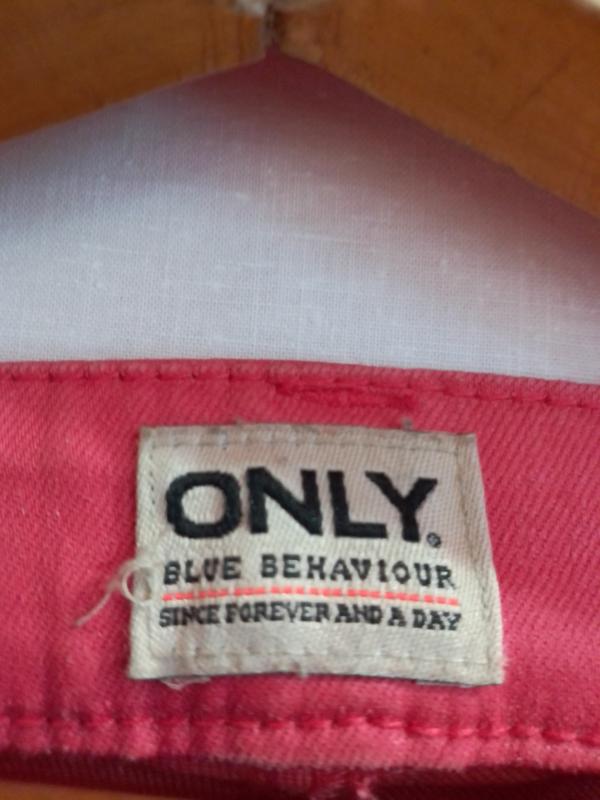 ONLY®
BLUE BEHAVIOUR
SINCE FOREVER AND A DAY